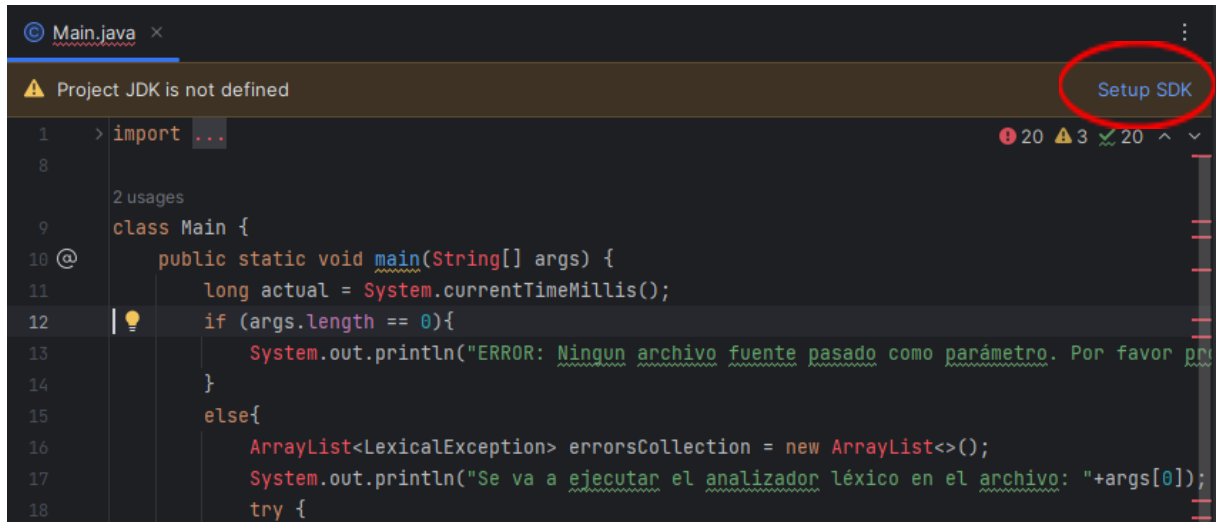 Main.java
Project JDK is not defined Setup SDK
1 import ... 20 3 20
8
2 usages
9 class Main {
10 @ public static void main(String[] args) {
11 long actual = System.currentTimeMillis();
12 if (args.length == 0){
13 System.out.println("ERROR: Ningun archivo fuente pasado como parámetro. Por favor
14 }
15 else{
16 ArrayList<LexicalException> errorsCollection = new ArrayList<>();
17 System.out.println("Se va a ejecutar el analizador léxico en el archivo: "+args[0]);
18 try {